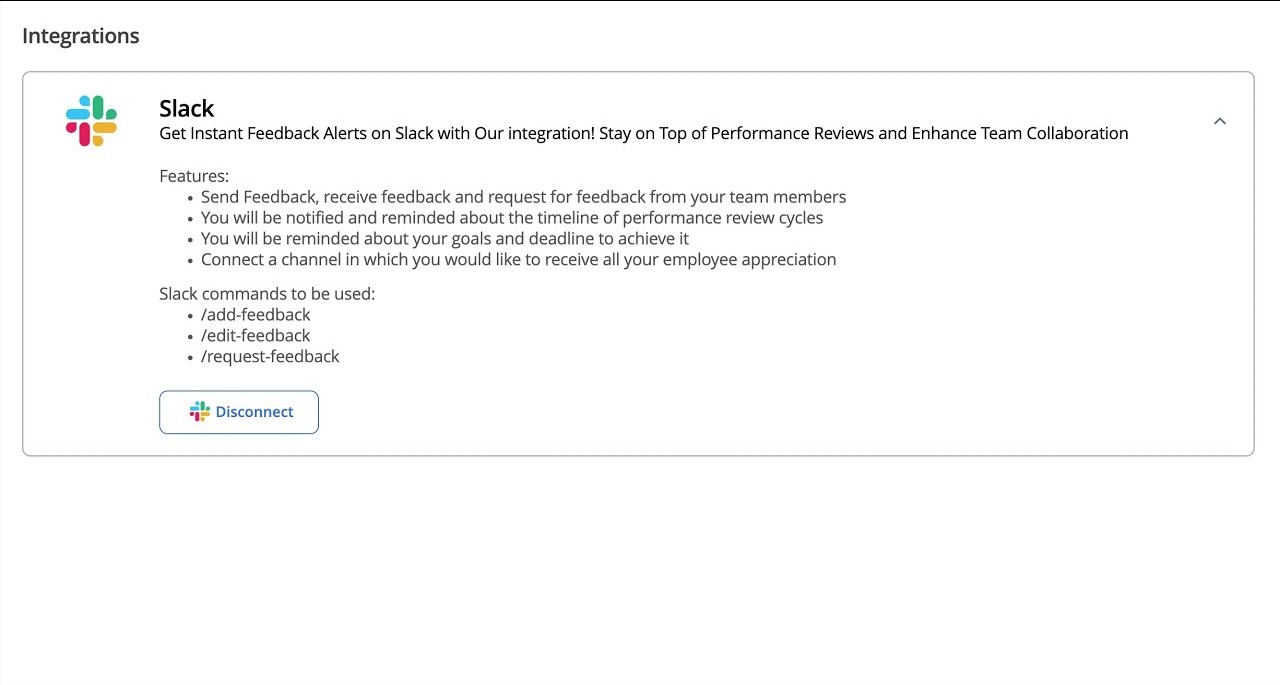 Integrations
Slack
Get Instant Feedback Alerts on Slack with Our integration! Stay on Top of Performance Reviews and Enhance Team Collaboration
Features:
• Send Feedback, receive feedback and request for feedback from your team members
• You will be notified and reminded about the timeline of performance review cycles
• You will be reminded about your goals and deadline to achieve it
• Connect a channel in which you would like to receive all your employee appreciation
Slack commands to be used:
• /add-feedback
• /edit-feedback
• /request-feedback
Disconnect